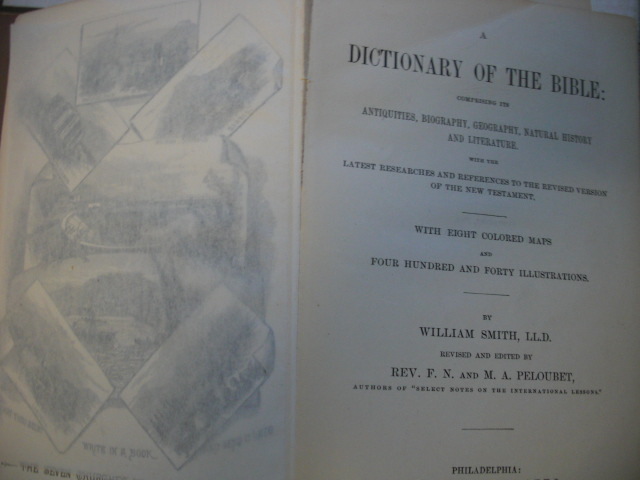 WRITE IN A BOOK
THE SEVEN CHURCHES
A
DICTIONARY OF THE BIBLE:
COMPRISING ITS
ANTIQUITIES, BIOGRAPHY, GEOGRAPHY, NATURAL HISTORY
AND LITERATURE.
WITH THE
LATEST RESEARCHES AND REFERENCES TO THE REVISED VERSION
OF THE NEW TESTAMENT.
WITH EIGHT COLORED MAPS
AND
FOUR HUNDRED AND FORTY ILLUSTRATIONS.
BY
WILLIAM SMITH, LL.D.
REVISED AND EDITED BY
REV. F. N. AND M. A. PELOUBET,
AUTHORS OF "SELECT NOTES ON THE INTERNATIONAL LESSONS."
PHILADELPHIA: